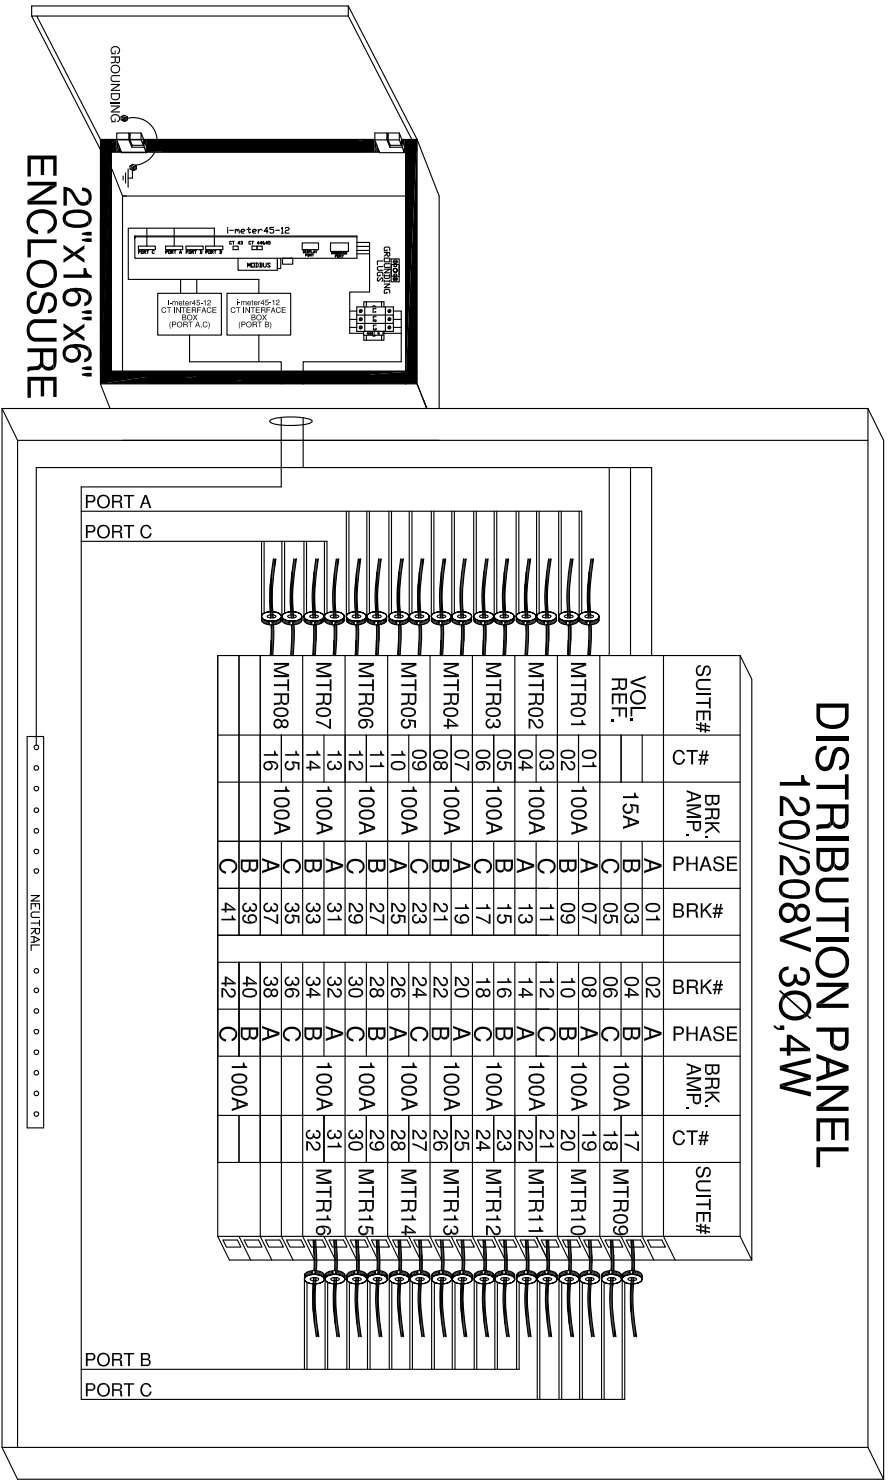 DISTRIBUTION PANEL
120/208V 3Ø,4W
SUITE# CT# BRK. AMP. PHASE BRK# BRK# PHASE BRK. AMP. CT# SUITE#
A 01 02 A
VOL. REF. 15A B 03 04 B 100A 17 MTR09
C 05 06 C 18
MTR01 01 100A A 07 08 A 100A 19 MTR10
02 B 09 10 B 20
MTR02 03 100A C 11 12 C 100A 21 MTR11
04 A 13 14 A 22
MTR03 05 100A B 15 16 B 100A 23 MTR12
06 C 17 18 C 24
MTR04 07 100A A 19 20 A 100A 25 MTR13
08 B 21 22 B 26
MTR05 09 100A C 23 24 C 100A 27 MTR14
10 A 25 26 A 28
MTR06 11 100A B 27 28 B 100A 29 MTR15
12 C 29 30 C 30
MTR07 13 100A A 31 32 A 100A 31 MTR16
14 B 33 34 B 32
MTR08 15 100A C 35 36 C
16 A 37 38 A
B 39 40 B 100A
C 41 42 C
PORT A
PORT C
PORT B
PORT C
NEUTRAL
GROUNDING
LUGS
i-meter45-12
DISPLAY
PORT
CT 43
CT 44&45
MODBUS
PORT C
PORT A
PORT B
i-meter45-12
CT INTERFACE
BOX
(PORT B)
i-meter45-12
CT INTERFACE
BOX
(PORT A,C)
GROUNDING
20"x16"x6"
ENCLOSURE